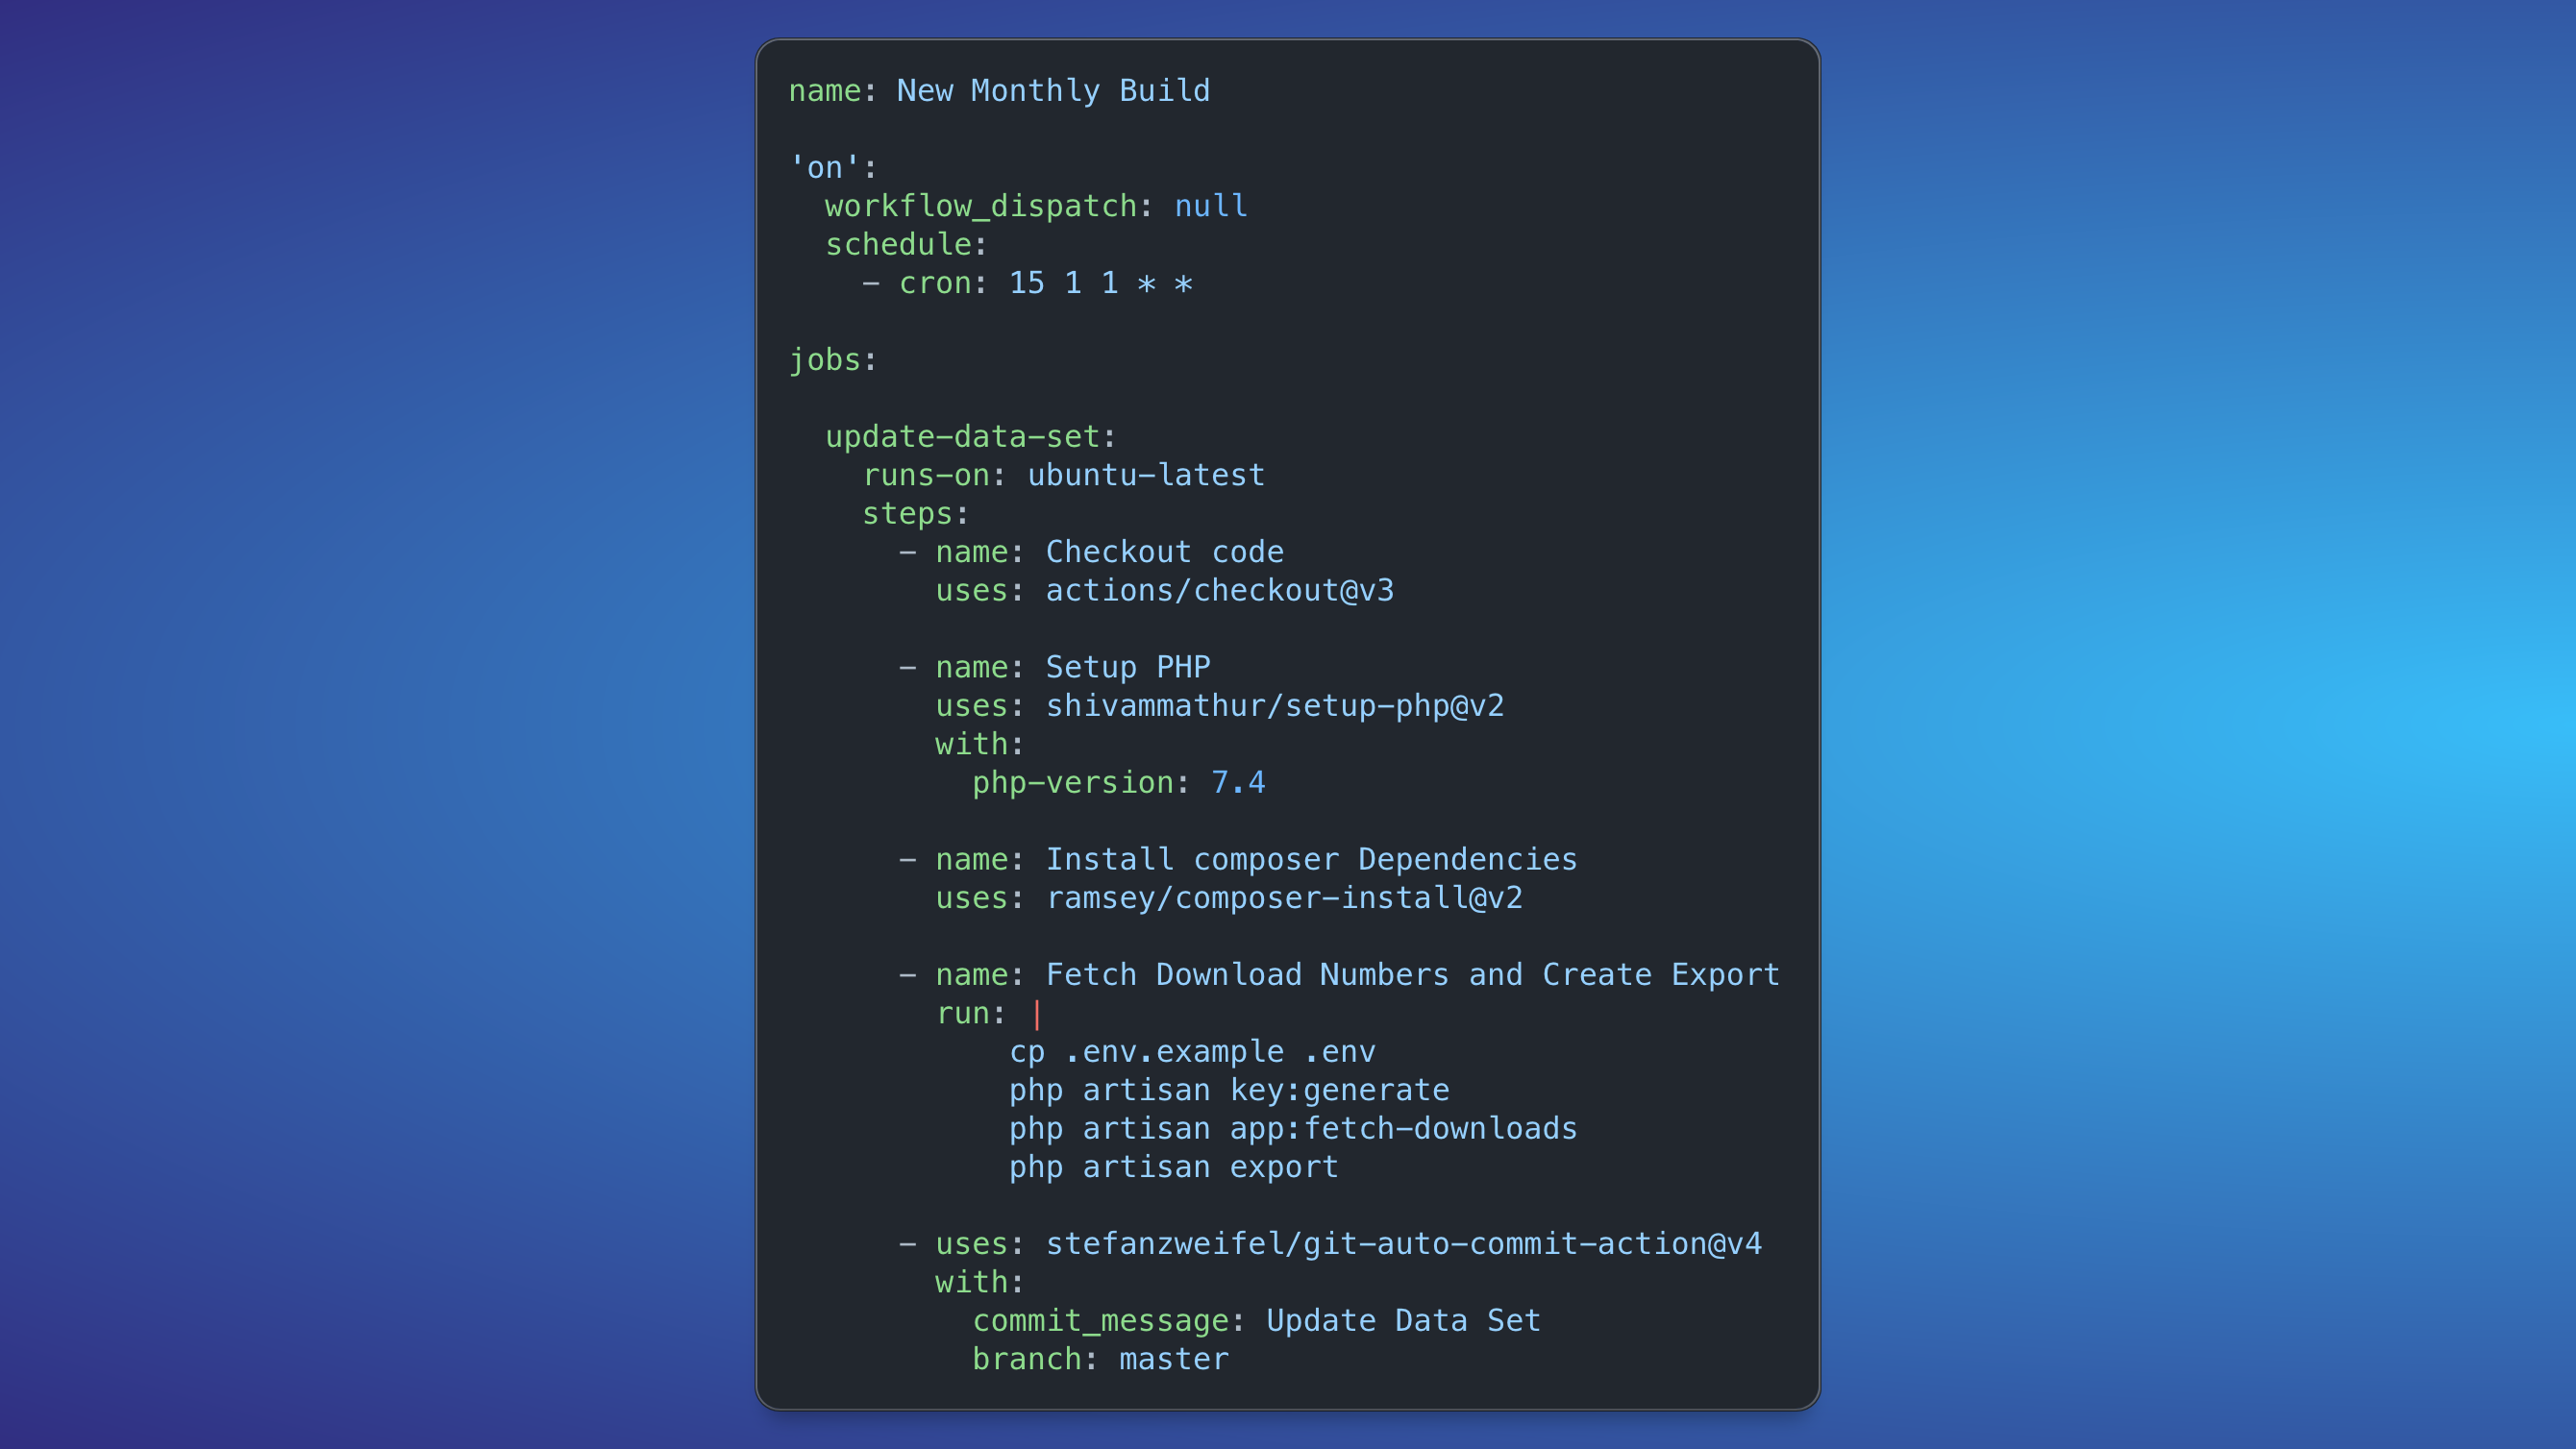 name: New Monthly Build
'on':
  workflow_dispatch: null
  schedule:
    - cron: 15 1 1 * *
jobs:
  update-data-set:
    runs-on: ubuntu-latest
    steps:
      - name: Checkout code
        uses: actions/checkout@v3
      - name: Setup PHP
        uses: shivammathur/setup-php@v2
        with:
          php-version: 7.4
      - name: Install composer Dependencies
        uses: ramsey/composer-install@v2
      - name: Fetch Download Numbers and Create Export
        run: |
            cp .env.example .env
            php artisan key:generate
            php artisan app:fetch-downloads
            php artisan export
      - uses: stefanzweifel/git-auto-commit-action@v4
        with:
          commit_message: Update Data Set
          branch: master